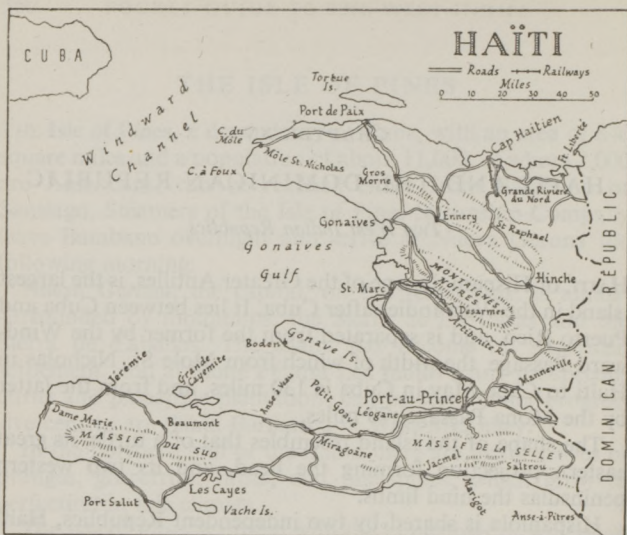 CUBA
HAÏTI
Roads Railways
Miles
0 10 20 30 40 50
Windward
Channel
Tortue
Is.
Port de Paix
C. du
Môle
Môle St. Nicholas
C. à Foux
Cap Haïtien
Ft. Liberté
Gros
Morne
Grande Rivière
du Nord
Ennery
St. Raphael
Gonaïves
Gonaïves
Gulf
Hinche
St. Marc
MONTAGNES
NOIRES
Désarmes
Artibonite R.
DOMINICAN REPUBLIC
Gonave Is.
Boden
Manneville
Jérémie
Grande
Cayemite
Anse à Vau
Petit Goave
Port-au-Prince
Léogane
Dame Marie
MASSIF
DU SUD
Beaumont
Miragoâne
MASSIF DE LA SELLE
Jacmel
Saltrou
Marigot
Port Salut
Les Cayes
Vache Is.
Anse-à-Pitres